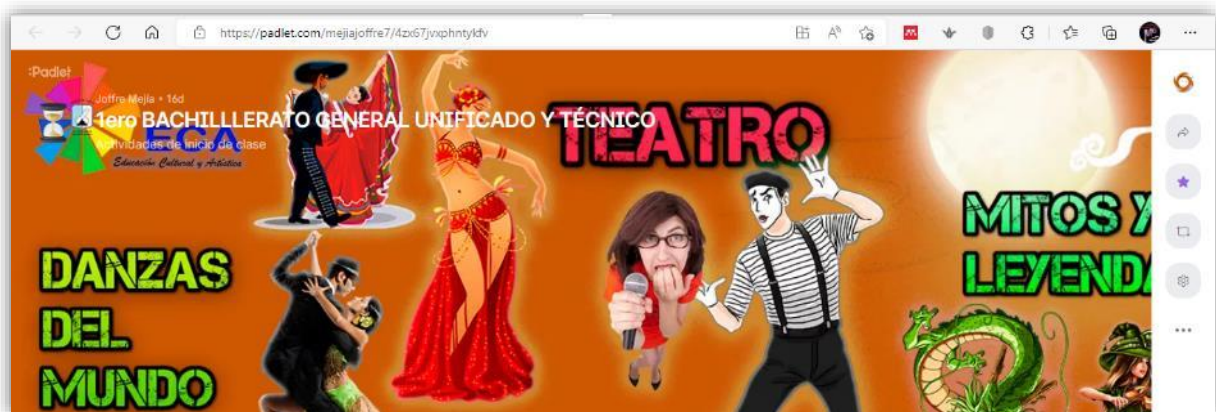 https://padlet.com/mejiajoffre7/4zx67jvxphntykfv
:Padlet
Joffre Mejía • 16d
1ero BACHILLLERATO GENERAL UNIFICADO Y TÉCNICO
Actividades de inicio de clase
ECA
Educación Cultural y Artística
TEATRO
MITOS Y
LEYENDA
DANZAS
DEL
MUNDO